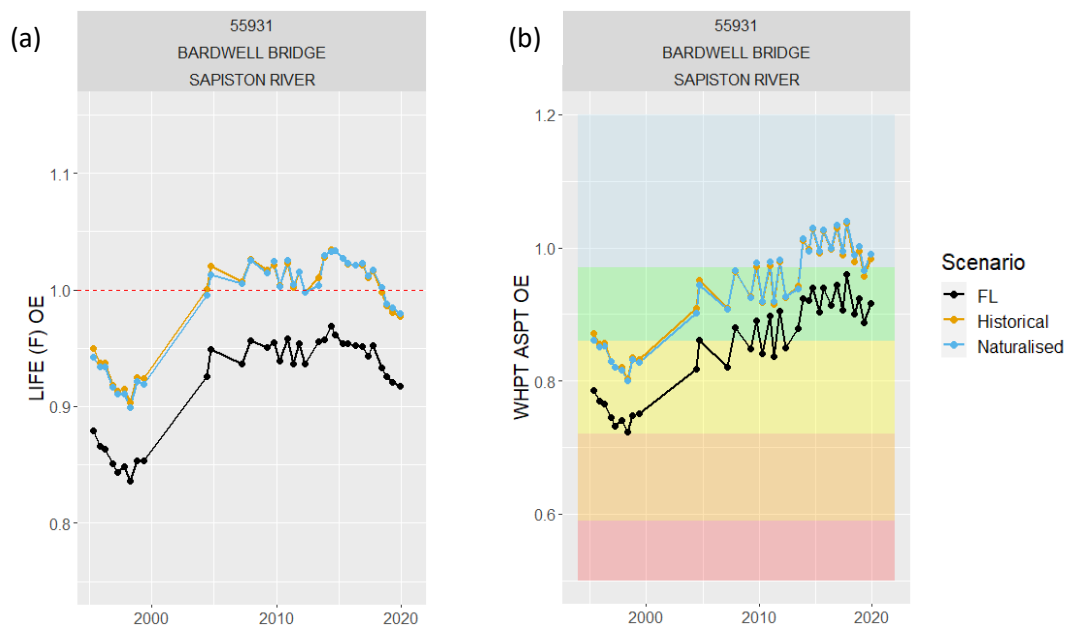 (a)
55931
BARDWELL BRIDGE
SAPISTON RIVER
LIFE (F) OE
1.1
1.0
0.9
0.8
2000
2010
2020
(b)
55931
BARDWELL BRIDGE
SAPISTON RIVER
WHPT ASPT OE
1.2
1.0
0.8
0.6
2000
2010
2020
Scenario
FL
Historical
Naturalised